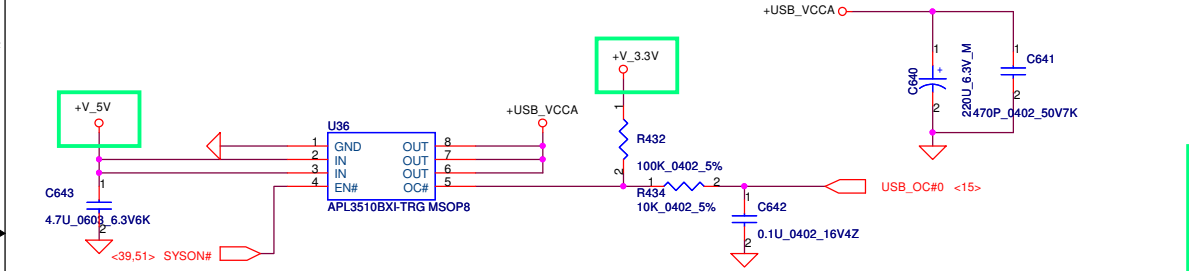 +USB_VCCA
1
C640
+
220U_6.3V_M
2
1
C641
2
470P_0402_50V7K
+V_3.3V
1
R432
100K_0402_5%
2
+V_5V
1
C643
4.7U_0603_6.3V6K
2
+USB_VCCA
U36
1 GND OUT 8
2 IN OUT 7
3 IN OUT 6
4 EN# OC# 5
APL3510BXI-TRG MSOP8
1 2
R434
10K_0402_5%
1
C642
0.1U_0402_16V4Z
2
USB_OC#0 <15>
<39,51> SYSON#